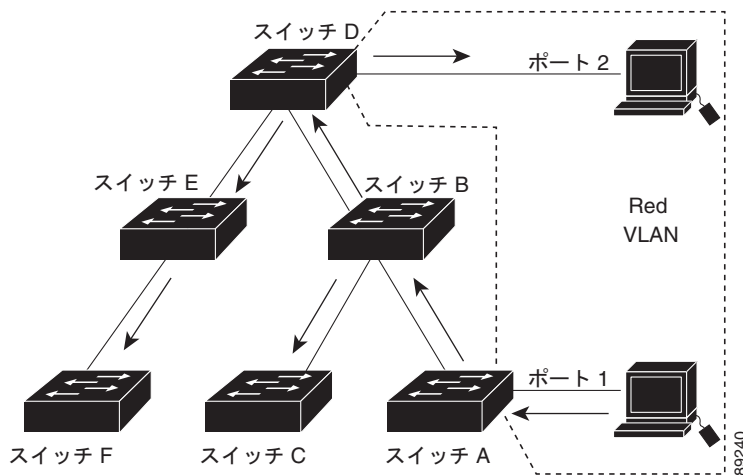 スイッチ D
ポート 2
スイッチ E
スイッチ B
Red
VLAN
ポート 1
スイッチ F
スイッチ C
スイッチ A
89240